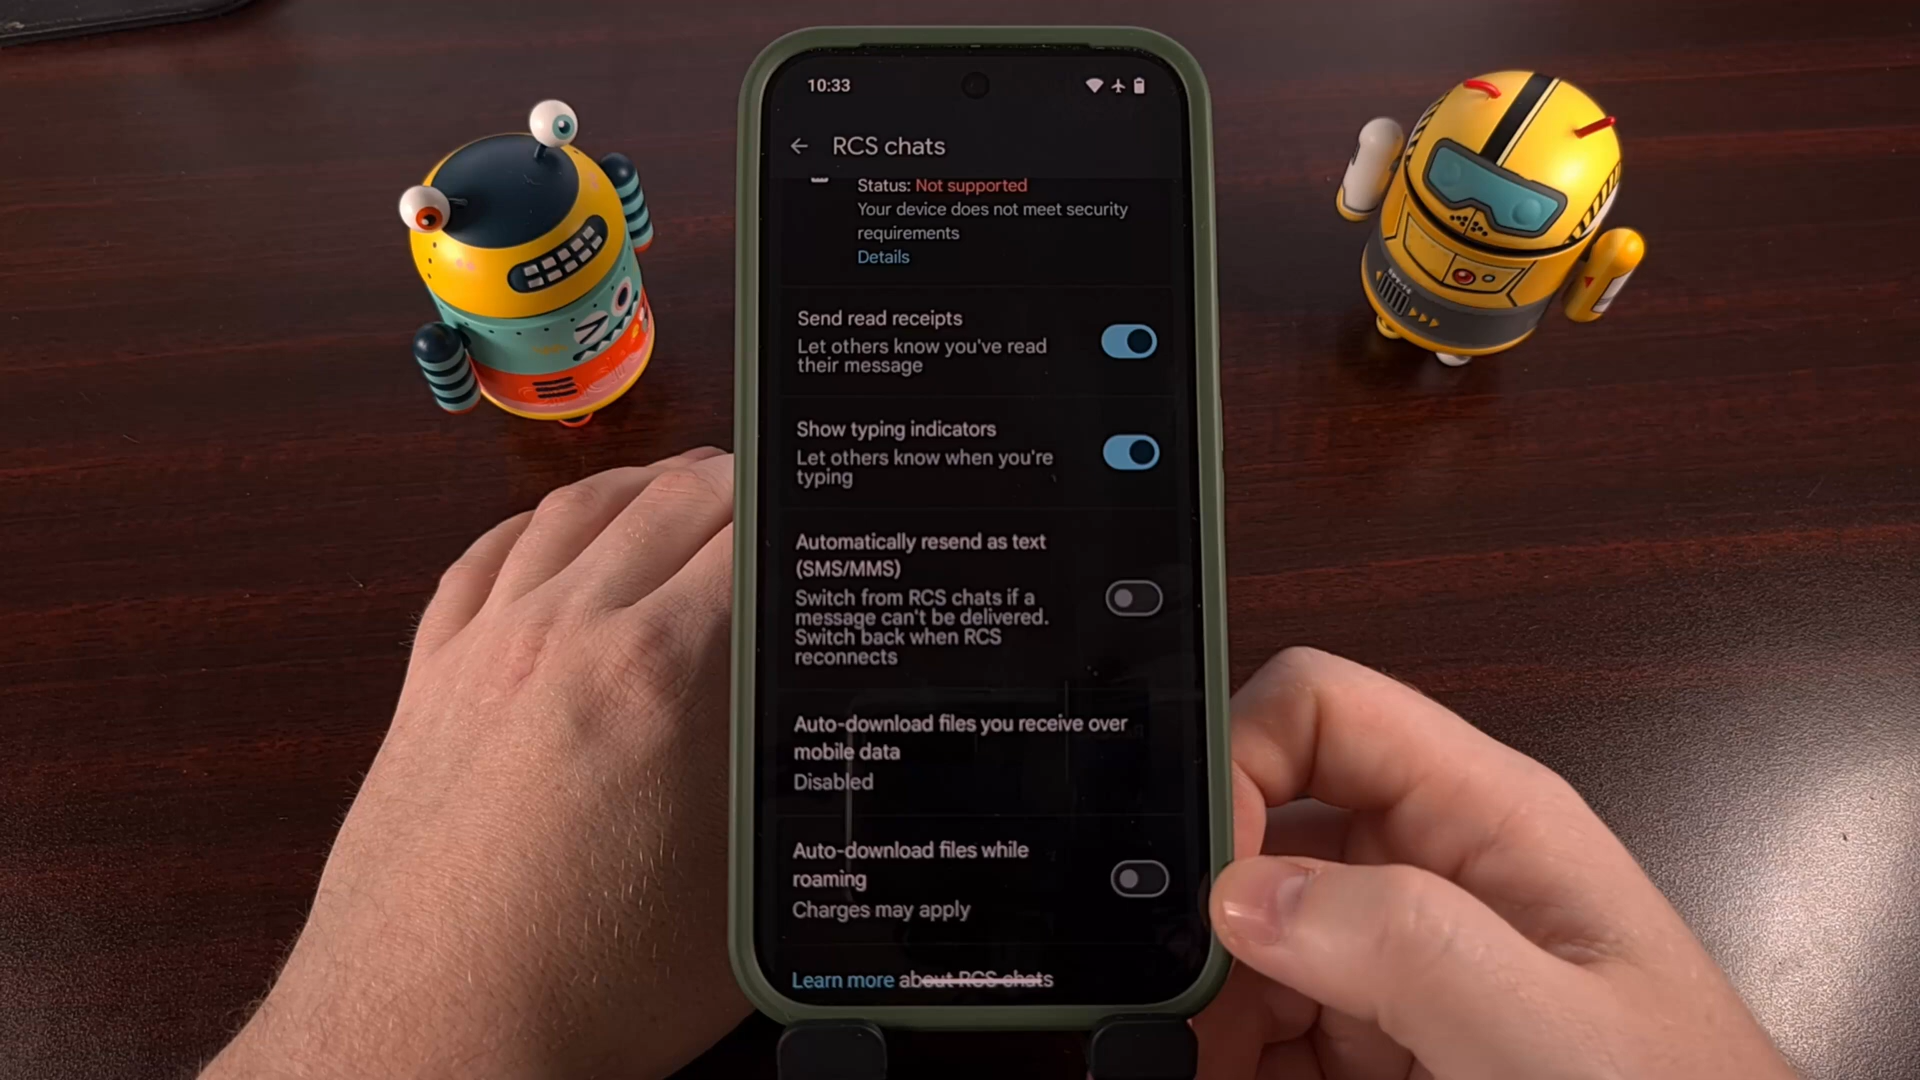 10:33
RCS chats
Status: Not supported
Your device does not meet security
requirements
Details
Send read receipts
Let others know you've read
their message
Show typing indicators
Let others know when you're
typing
Automatically resend as text
(SMS/MMS)
Switch from RCS chats if a
message can't be delivered.
Switch back when RCS
reconnects
Auto-download files you receive over
mobile data
Disabled
Auto-download files while
roaming
Charges may apply
Learn more about RCS chats